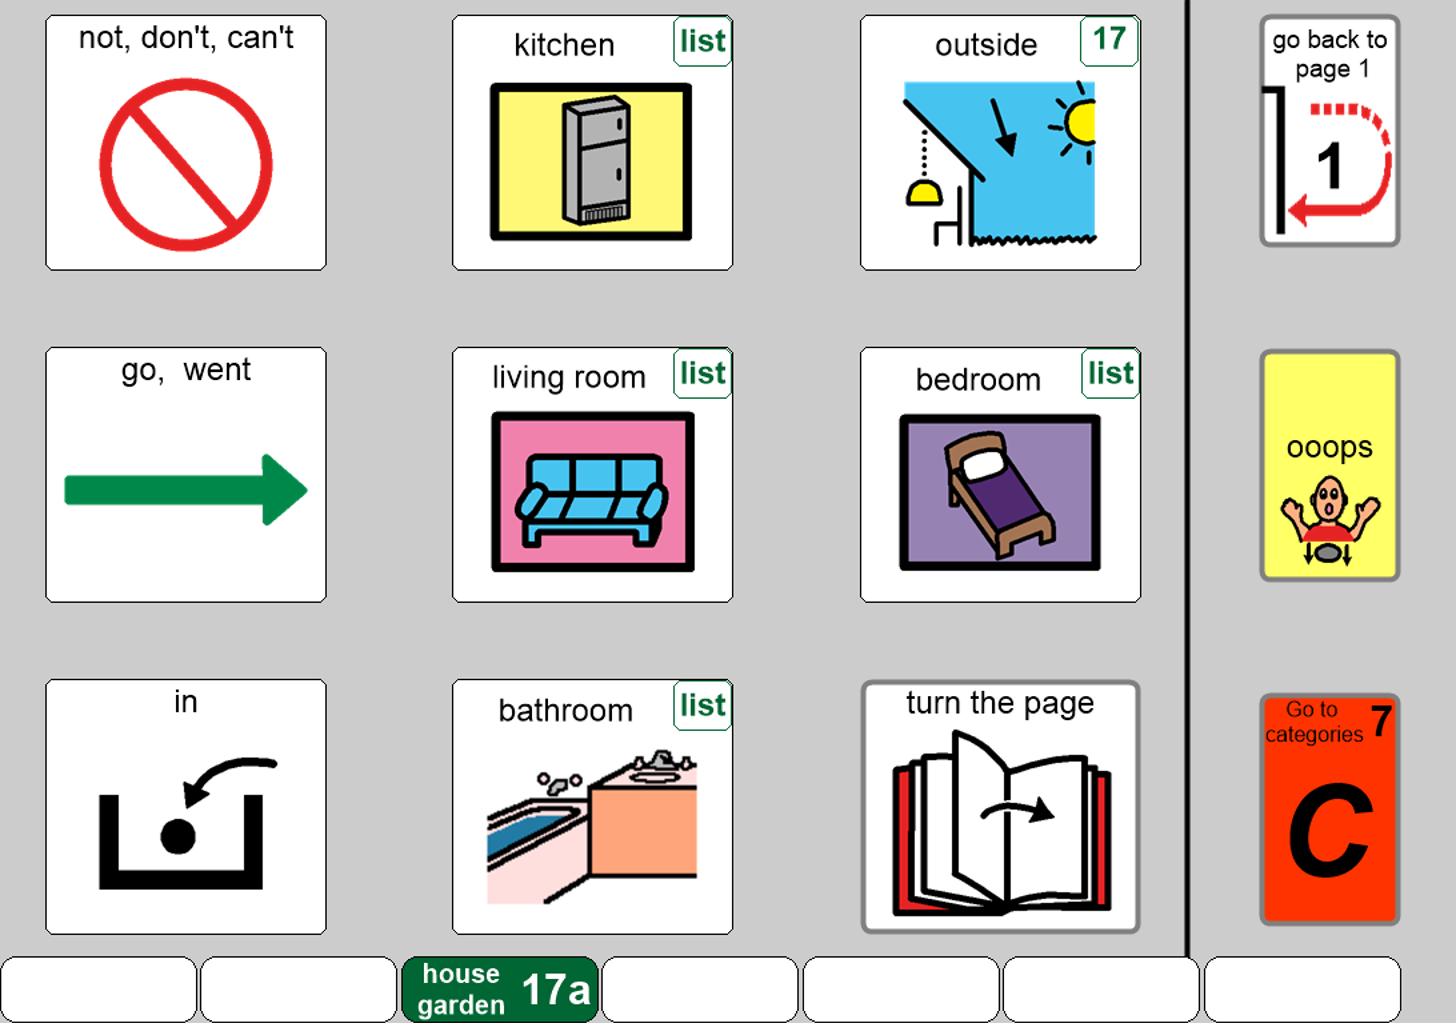 not, don't, can't
kitchen
list
outside
17
go back to
page 1
1
go, went
living room
list
bedroom
list
ooops
in
bathroom
list
turn the page
Go to
categories 7
C
house
garden 17a